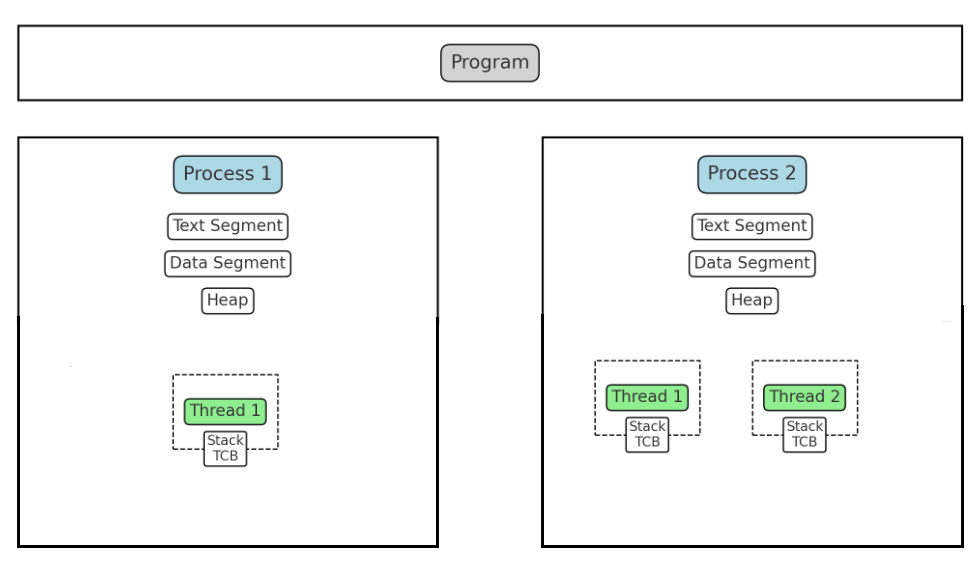 Program
Process 1
Text Segment
Data Segment
Heap
Thread 1
Stack
TCB
Process 2
Text Segment
Data Segment
Heap
Thread 1
Stack
TCB
Thread 2
Stack
TCB